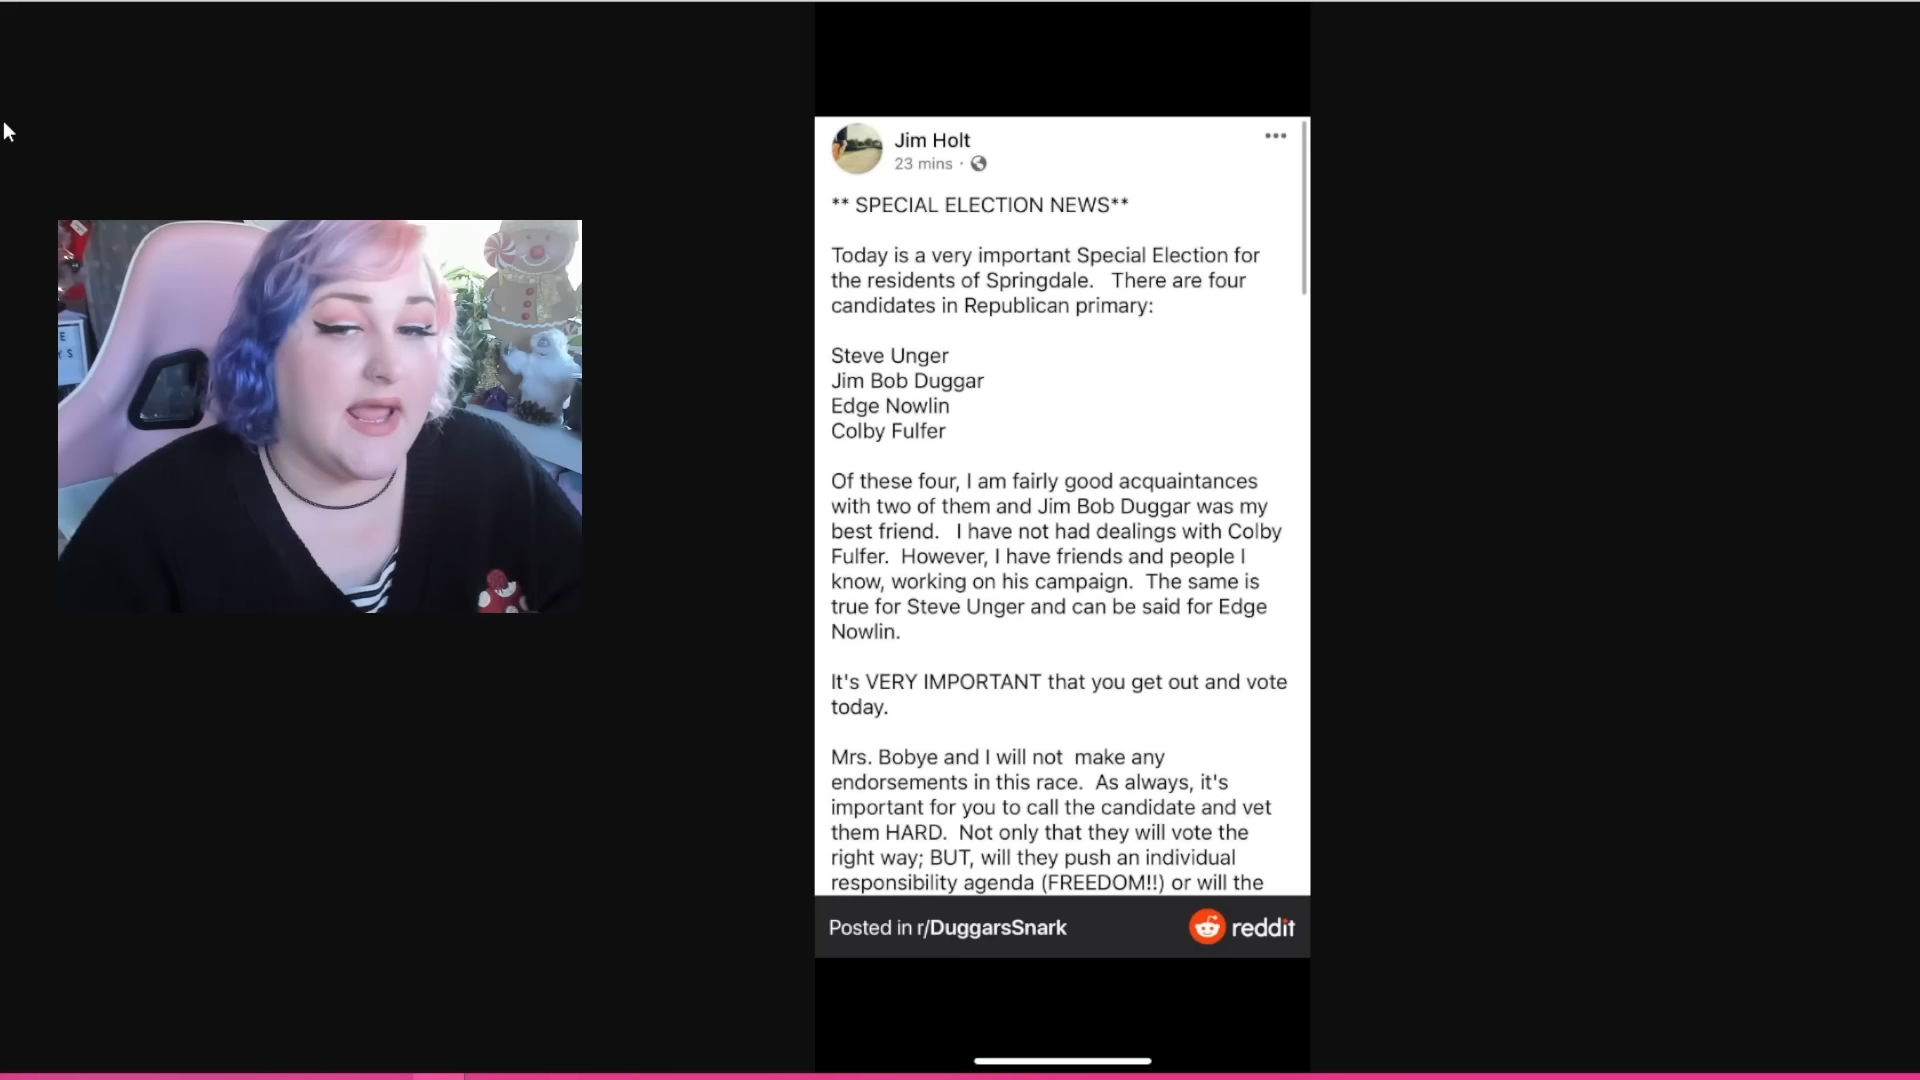 Jim Holt
23 mins ·
** SPECIAL ELECTION NEWS**
Today is a very important Special Election for
the residents of Springdale. There are four
candidates in Republican primary:
Steve Unger
Jim Bob Duggar
Edge Nowlin
Colby Fulfer
Of these four, I am fairly good acquaintances
with two of them and Jim Bob Duggar was my
best friend. I have not had dealings with Colby
Fulfer. However, I have friends and people I
know, working on his campaign. The same is
true for Steve Unger and can be said for Edge
Nowlin.
It's VERY IMPORTANT that you get out and vote
today.
Mrs. Bobye and I will not make any
endorsements in this race. As always, it's
important for you to call the candidate and vet
them HARD. Not only that they will vote the
right way; BUT, will they push an individual
responsibility agenda (FREEDOM!!) or will the
Posted in r/DuggarsSnark
reddit